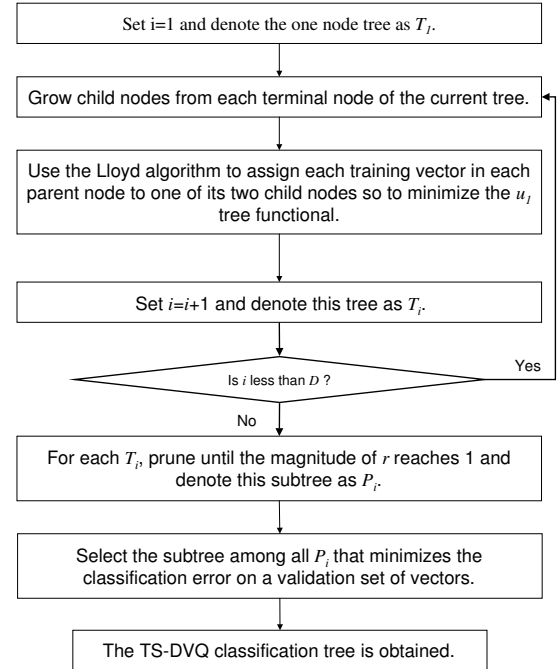 Set i=1 and denote the one node tree as T1.
Grow child nodes from each terminal node of the current tree.
Use the Lloyd algorithm to assign each training vector in each
parent node to one of its two child nodes so to minimize the u1
tree functional.
Set i=i+1 and denote this tree as Ti.
Is i less than D ?
Yes
No
For each Ti, prune until the magnitude of r reaches 1 and
denote this subtree as Pi.
Select the subtree among all Pi that minimizes the
classification error on a validation set of vectors.
The TS-DVQ classification tree is obtained.